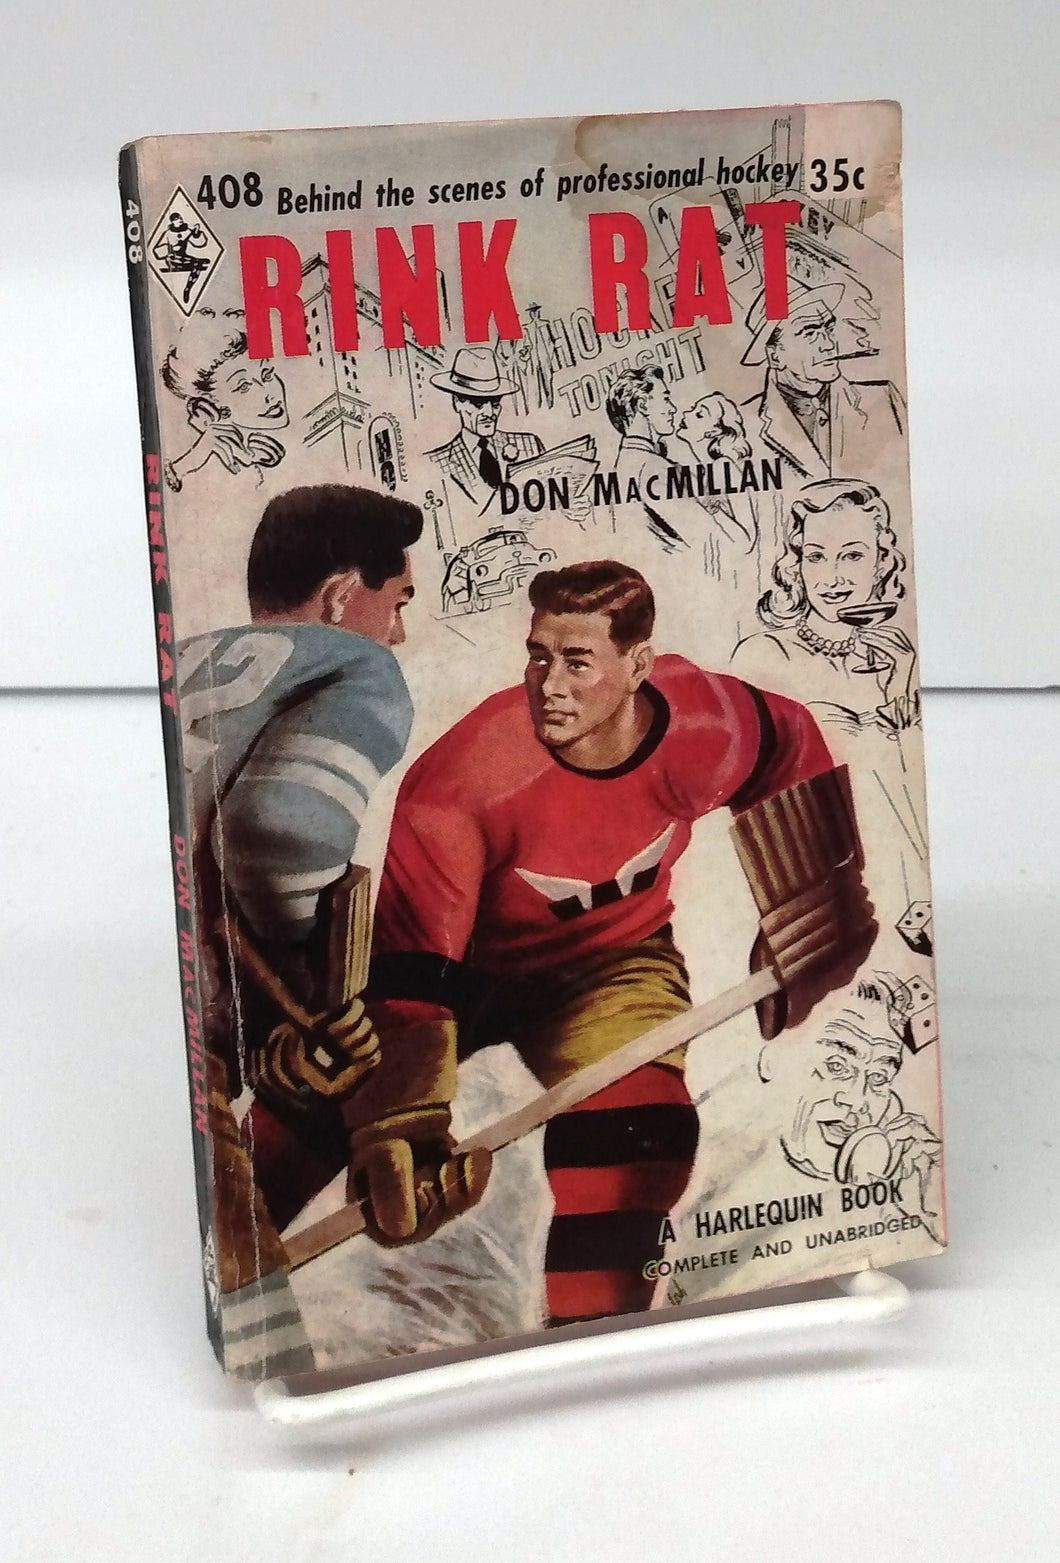 408 Behind the scenes of professional hockey 35c
RINK RAT
HOCKEY
TONIGHT
DON MACMILLAN
A HARLEQUIN BOOK
COMPLETE AND UNABRIDGED
408
RINK RAT
DON MACMILLAN